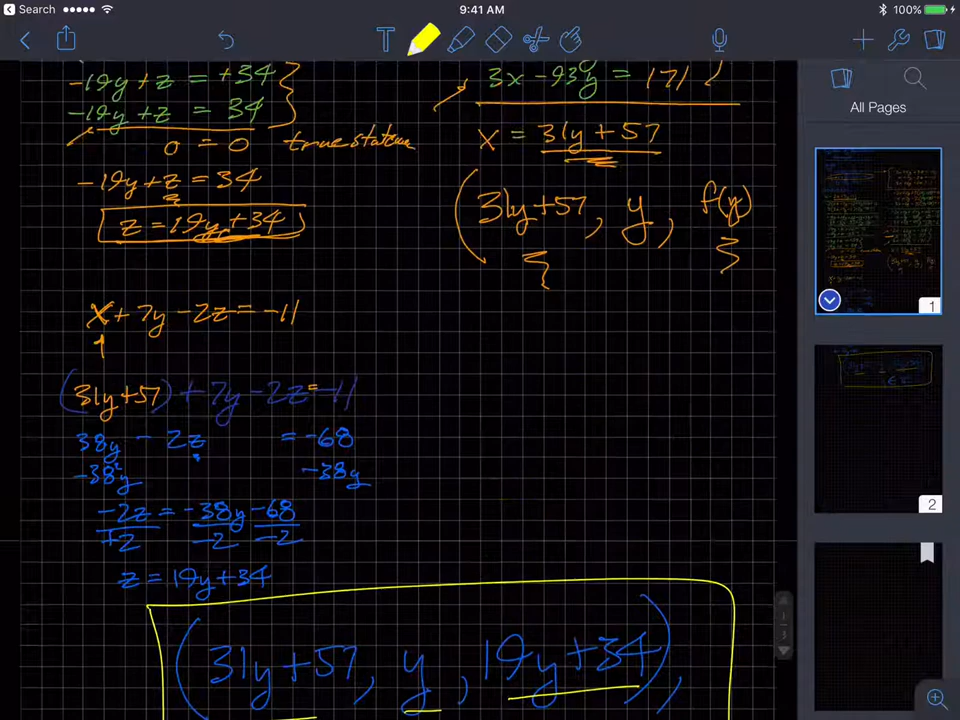 Search
9:41 AM
100%
All Pages
-19y + z = +34
-19y + z = 34
0 = 0
-19y + z = 34
z = 19y + 34
3x - 93y = 171
x = 31y + 57
(31y + 57, y, f(y)
x + 7y - 2z = -11
(31y + 57) + 7y - 2z = -11
38y - 2z = -68
-38y -38y
-2z = -38y -68
÷2 -2 -2
z = 19y + 34
(31y + 57, y, 19y + 34),
1
2